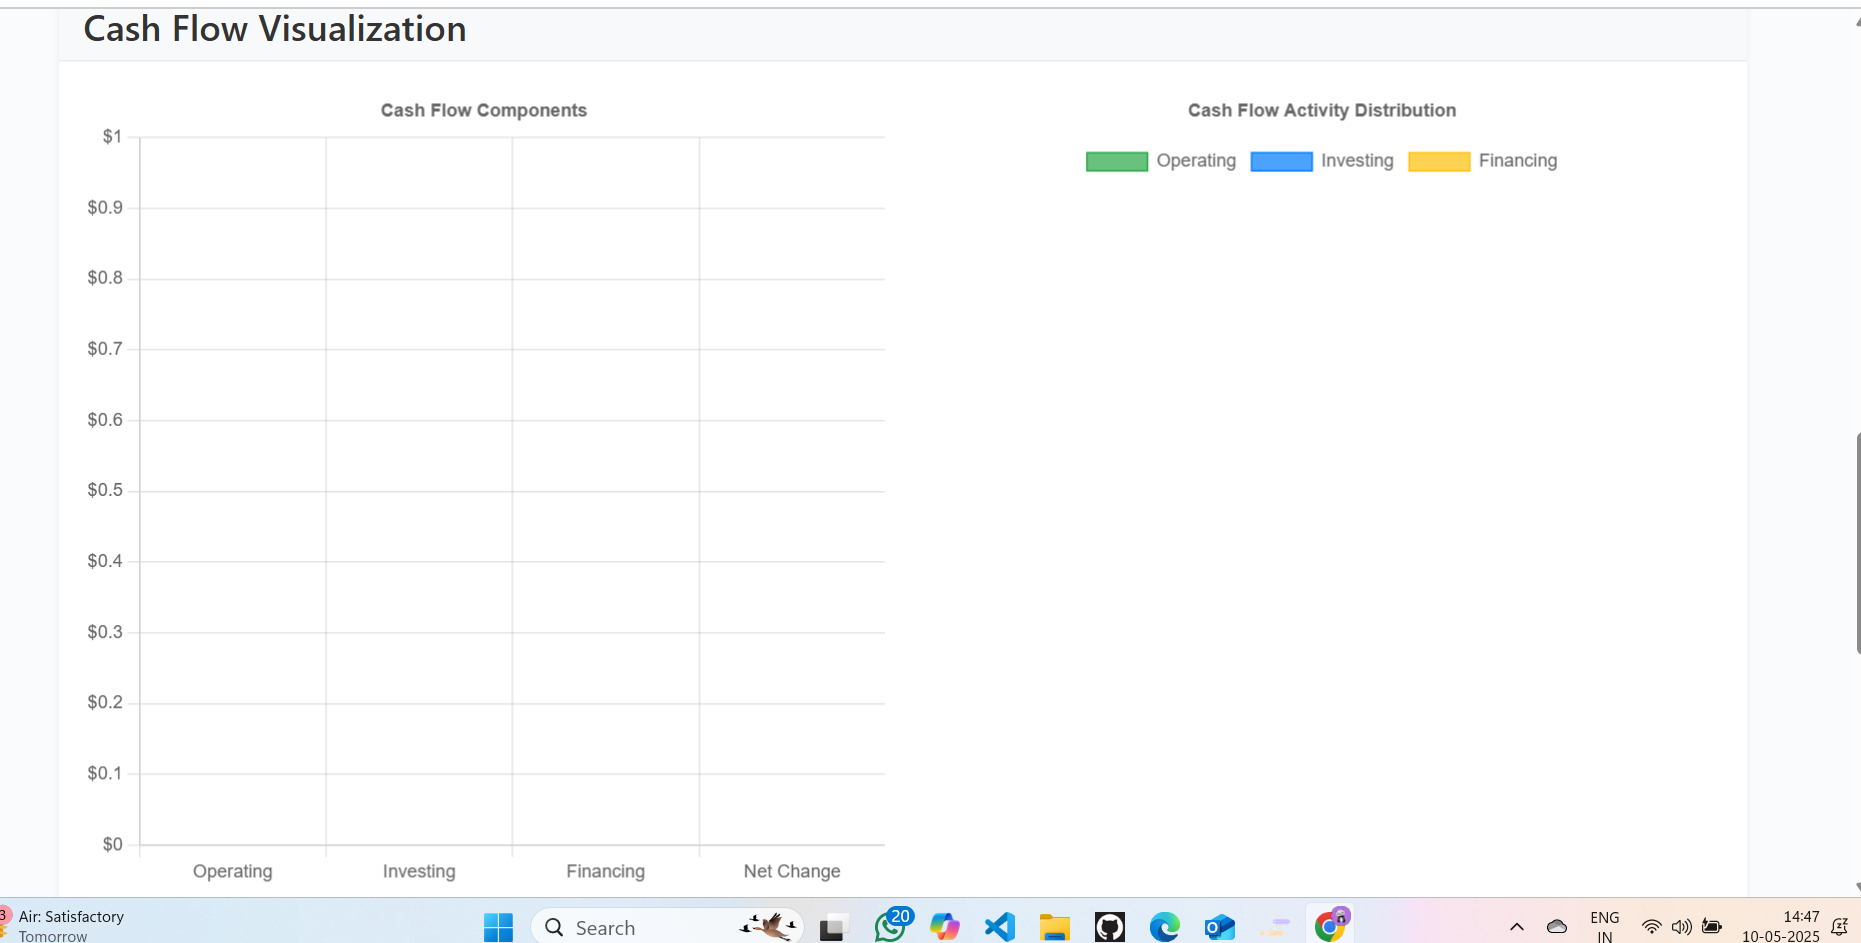 Cash Flow Visualization
Cash Flow Components
$1
$0.9
$0.8
$0.7
$0.6
$0.5
$0.4
$0.3
$0.2
$0.1
$0
Operating Investing Financing Net Change
Cash Flow Activity Distribution
Operating Investing Financing
3
Air: Satisfactory
Tomorrow
Search
20
ENG
IN
14:47
10-05-2025